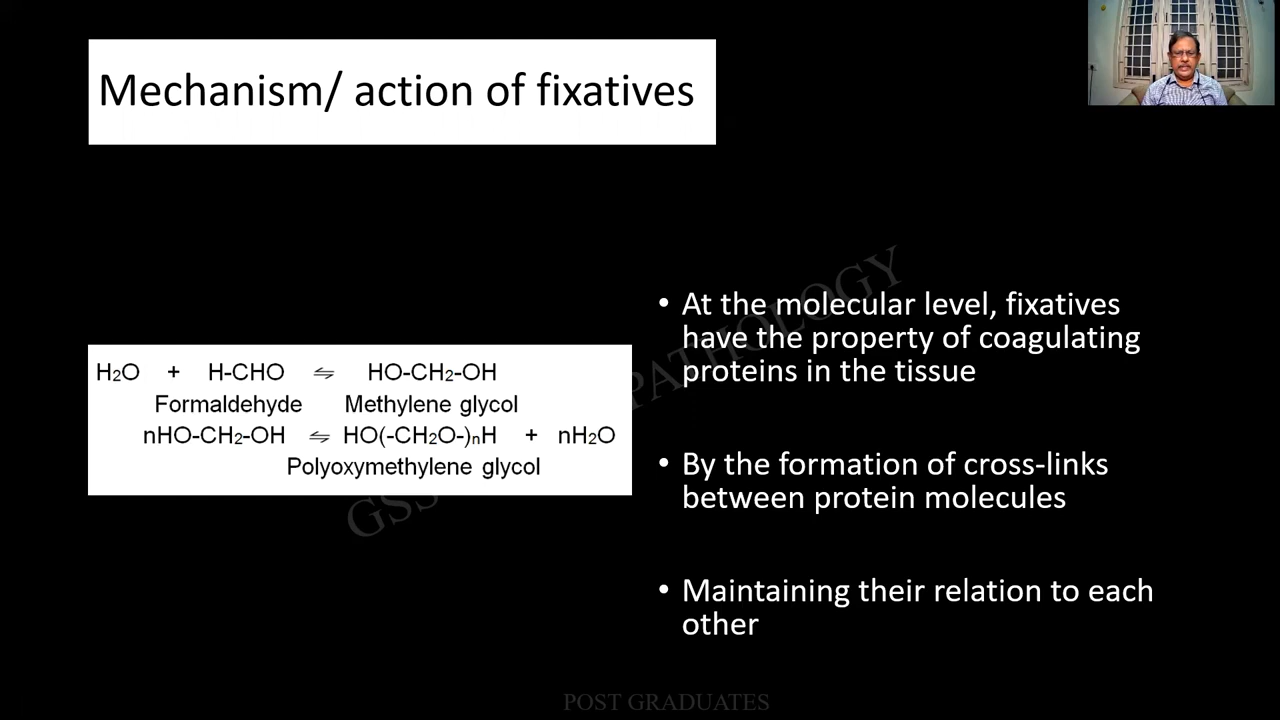 Mechanism/ action of fixatives
H₂O + H-CHO ⇋ HO-CH₂-OH
Formaldehyde Methylene glycol
nHO-CH₂-OH ⇋ HO(-CH₂O-)ₙH + nH₂O
Polyoxymethylene glycol
• At the molecular level, fixatives
have the property of coagulating
proteins in the tissue
• By the formation of cross-links
between protein molecules
• Maintaining their relation to each
other
PATHOLOGY
POST GRADUATES